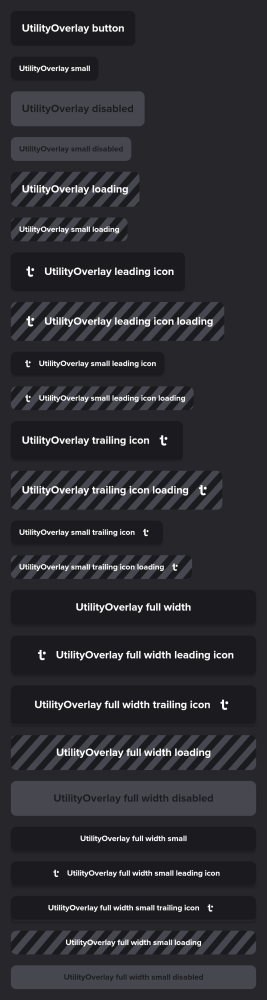 UtilityOverlay button
UtilityOverlay small
UtilityOverlay disabled
UtilityOverlay small disabled
UtilityOverlay loading
UtilityOverlay small loading
UtilityOverlay leading icon
UtilityOverlay leading icon loading
UtilityOverlay small leading icon
UtilityOverlay small leading icon loading
UtilityOverlay trailing icon
UtilityOverlay trailing icon loading
UtilityOverlay small trailing icon
UtilityOverlay small trailing icon loading
UtilityOverlay full width
UtilityOverlay full width leading icon
UtilityOverlay full width trailing icon
UtilityOverlay full width loading
UtilityOverlay full width disabled
UtilityOverlay full width small
UtilityOverlay full width small leading icon
UtilityOverlay full width small trailing icon
UtilityOverlay full width small loading
UtilityOverlay full width small disabled